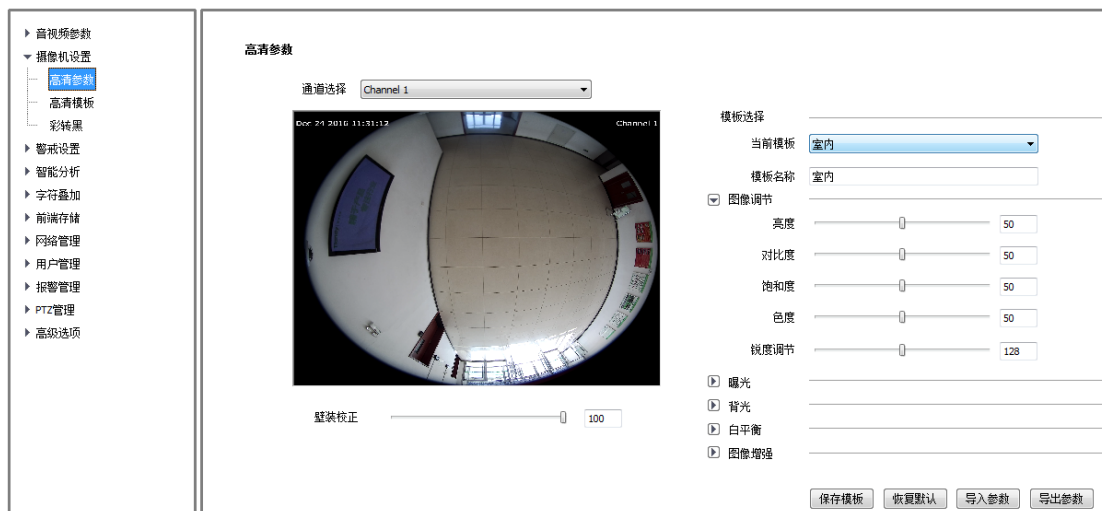 音视频参数
摄像机设置
高清参数
高清模板
彩转黑
警戒设置
智能分析
字符叠加
前端存储
网络管理
用户管理
报警管理
PTZ管理
高级选项
高清参数
通道选择 Channel 1
Dec 24 2016 11:31:12 Channel 1
壁装校正 100
模板选择
当前模板 室内
模板名称 室内
图像调节
亮度 50
对比度 50
饱和度 50
色度 50
锐度调节 128
曝光
背光
白平衡
图像增强
保存模板 恢复默认 导入参数 导出参数